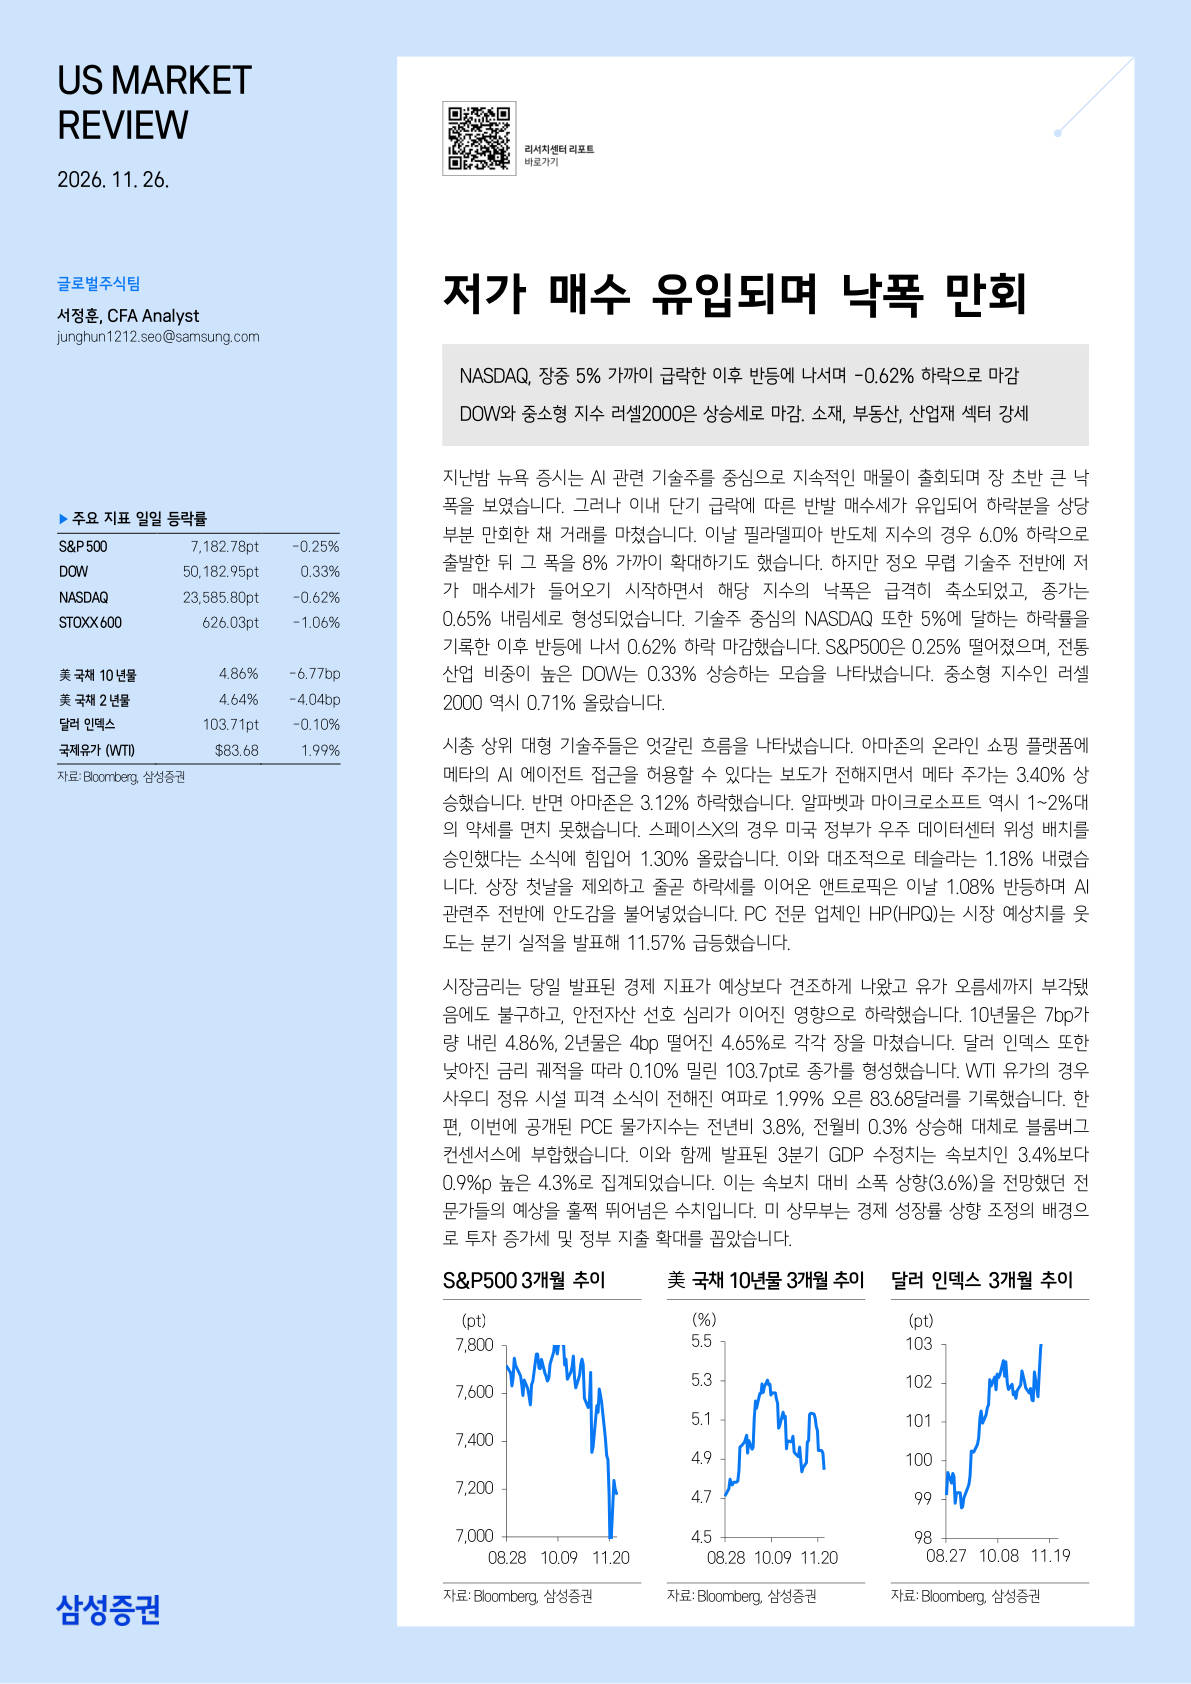 US MARKET
REVIEW
2026. 11. 26.
글로벌주식팀
서정훈, CFA Analyst
junghun1212.seo@samsung.com
▶ 주요 지표 일일 등락률
S&P 500 7,182.78pt -0.25%
DOW 50,182.95pt 0.33%
NASDAQ 23,585.80pt -0.62%
STOXX 600 626.03pt -1.06%
美 국채 10년물 4.86% -6.77bp
美 국채 2년물 4.64% -4.04bp
달러 인덱스 103.71pt -0.10%
국제유가 (WTI) $83.68 1.99%
자료: Bloomberg, 삼성증권
삼성증권
리서치센터 리포트
바로가기
저가 매수 유입되며 낙폭 만회
NASDAQ, 장중 5% 가까이 급락한 이후 반등에 나서며 -0.62% 하락으로 마감
DOW와 중소형 지수 러셀2000은 상승세로 마감. 소재, 부동산, 산업재 섹터 강세
지난밤 뉴욕 증시는 AI 관련 기술주를 중심으로 지속적인 매물이 출회되며 장 초반 큰 낙
폭을 보였습니다. 그러나 이내 단기 급락에 따른 반발 매수세가 유입되어 하락분을 상당
부분 만회한 채 거래를 마쳤습니다. 이날 필라델피아 반도체 지수의 경우 6.0% 하락으로
출발한 뒤 그 폭을 8% 가까이 확대하기도 했습니다. 하지만 정오 무렵 기술주 전반에 저
가 매수세가 들어오기 시작하면서 해당 지수의 낙폭은 급격히 축소되었고, 종가는
0.65% 내림세로 형성되었습니다. 기술주 중심의 NASDAQ 또한 5%에 달하는 하락률을
기록한 이후 반등에 나서 0.62% 하락 마감했습니다. S&P500은 0.25% 떨어졌으며, 전통
산업 비중이 높은 DOW는 0.33% 상승하는 모습을 나타냈습니다. 중소형 지수인 러셀
2000 역시 0.71% 올랐습니다.
시총 상위 대형 기술주들은 엇갈린 흐름을 나타냈습니다. 아마존의 온라인 쇼핑 플랫폼에
메타의 AI 에이전트 접근을 허용할 수 있다는 보도가 전해지면서 메타 주가는 3.40% 상
승했습니다. 반면 아마존은 3.12% 하락했습니다. 알파벳과 마이크로소프트 역시 1~2%대
의 약세를 면치 못했습니다. 스페이스X의 경우 미국 정부가 우주 데이터센터 위성 배치를
승인했다는 소식에 힘입어 1.30% 올랐습니다. 이와 대조적으로 테슬라는 1.18% 내렸습
니다. 상장 첫날을 제외하고 줄곧 하락세를 이어온 앤트로픽은 이날 1.08% 반등하며 AI
관련주 전반에 안도감을 불어넣었습니다. PC 전문 업체인 HP(HPQ)는 시장 예상치를 웃
도는 분기 실적을 발표해 11.57% 급등했습니다.
시장금리는 당일 발표된 경제 지표가 예상보다 견조하게 나왔고 유가 오름세까지 부각됐
음에도 불구하고, 안전자산 선호 심리가 이어진 영향으로 하락했습니다. 10년물은 7bp가
량 내린 4.86%, 2년물은 4bp 떨어진 4.65%로 각각 장을 마쳤습니다. 달러 인덱스 또한
낮아진 금리 궤적을 따라 0.10% 밀린 103.7pt로 종가를 형성했습니다. WTI 유가의 경우
사우디 정유 시설 피격 소식이 전해진 여파로 1.99% 오른 83.68달러를 기록했습니다. 한
편, 이번에 공개된 PCE 물가지수는 전년비 3.8%, 전월비 0.3% 상승해 대체로 블룸버그
컨센서스에 부합했습니다. 이와 함께 발표된 3분기 GDP 수정치는 속보치인 3.4%보다
0.9%p 높은 4.3%로 집계되었습니다. 이는 속보치 대비 소폭 상향(3.6%)을 전망했던 전
문가들의 예상을 훌쩍 뛰어넘은 수치입니다. 미 상무부는 경제 성장률 상향 조정의 배경으
로 투자 증가세 및 정부 지출 확대를 꼽았습니다.
S&P500 3개월 추이
(pt)
7,800
7,600
7,400
7,200
7,000
08.28 10.09 11.20
자료: Bloomberg, 삼성증권
美 국채 10년물 3개월 추이
(%)
5.5
5.3
5.1
4.9
4.7
4.5
08.28 10.09 11.20
자료: Bloomberg, 삼성증권
달러 인덱스 3개월 추이
(pt)
103
102
101
100
99
98
08.27 10.08 11.19
자료: Bloomberg, 삼성증권